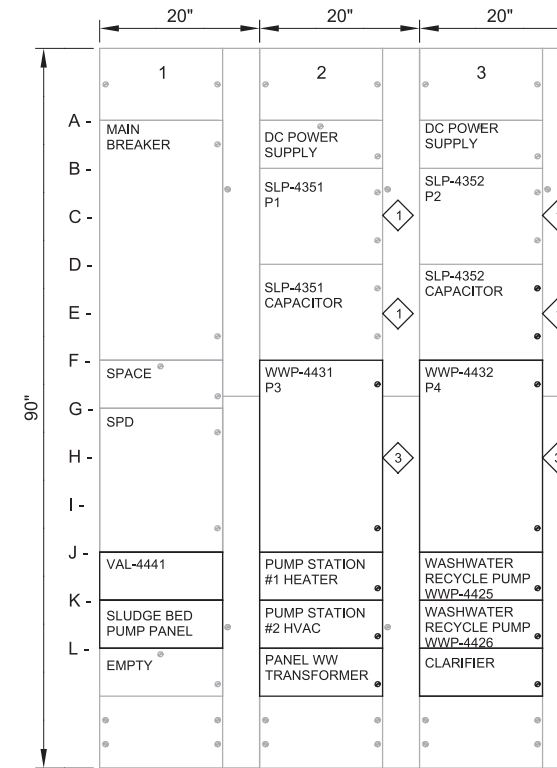 20"
20"
20"
90"
1
2
3
A -
B -
C -
D -
E -
F -
G -
H -
I -
J -
K -
L -
MAIN
BREAKER
SPACE
SPD
VAL-4441
SLUDGE BED
PUMP PANEL
EMPTY
DC POWER
SUPPLY
SLP-4351
P1
1
SLP-4351
CAPACITOR
1
WWP-4431
P3
3
PUMP STATION
#1 HEATER
PUMP STATION
#2 HVAC
PANEL WW
TRANSFORMER
DC POWER
SUPPLY
SLP-4352
P2
SLP-4352
CAPACITOR
WWP-4432
P4
WASHWATER
RECYCLE PUMP
WWP-4425
WASHWATER
RECYCLE PUMP
WWP-4426
CLARIFIER